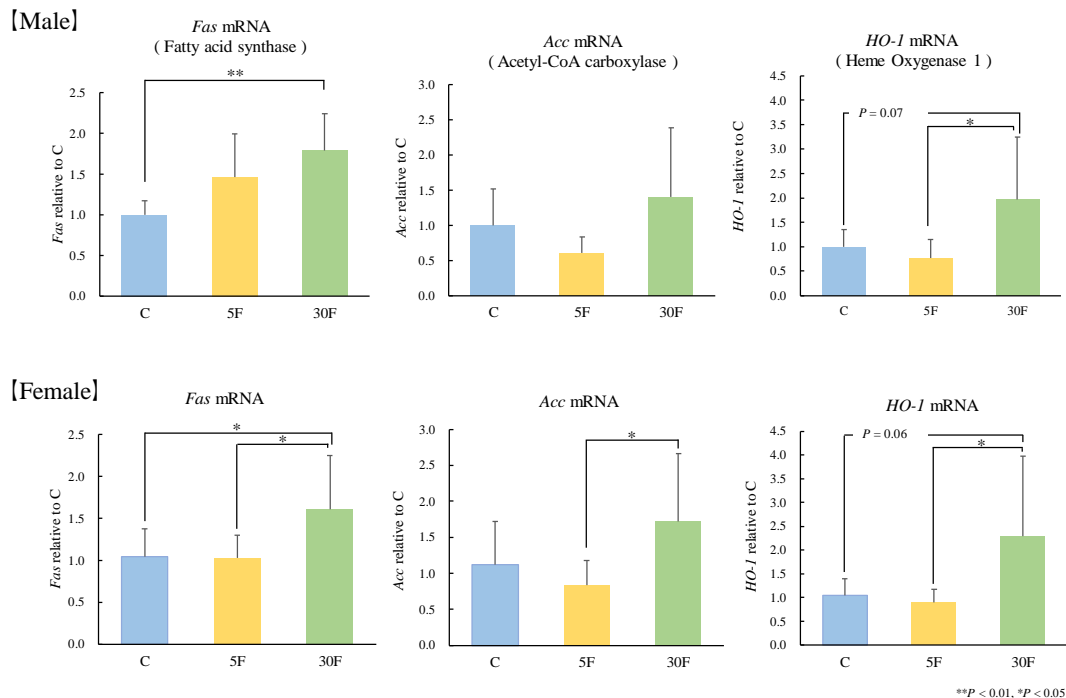 【Male】
Fas mRNA
( Fatty acid synthase )
**
Fas relative to C
2.5
2.0
1.5
1.0
0.5
0.0
C 5F 30F
Acc mRNA
( Acetyl-CoA carboxylase )
Acc relative to C
3.0
2.5
2.0
1.5
1.0
0.5
0.0
C 5F 30F
HO-1 mRNA
( Heme Oxygenase 1 )
P = 0.07
*
HO-1 relative to C
4.5
4.0
3.5
3.0
2.5
2.0
1.5
1.0
0.5
0.0
C 5F 30F
【Female】
Fas mRNA
*
*
Fas relative to C
2.5
2.0
1.5
1.0
0.5
0.0
C 5F 30F
Acc mRNA
*
Acc relative to C
3.0
2.5
2.0
1.5
1.0
0.5
0.0
C 5F 30F
HO-1 mRNA
P = 0.06
*
HO-1 relative to C
4.5
4.0
3.5
3.0
2.5
2.0
1.5
1.0
0.5
0.0
C 5F 30F
**P < 0.01, *P < 0.05